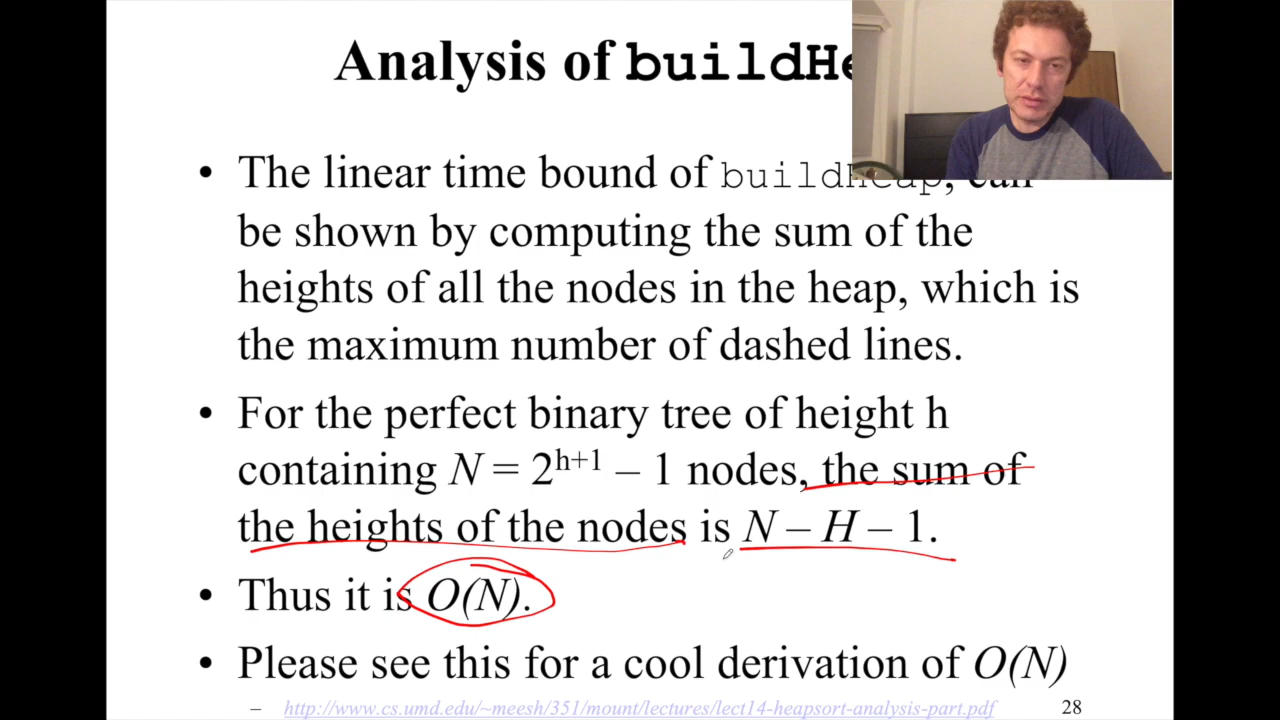 Analysis of buildHe
• The linear time bound of buildHeap, can
be shown by computing the sum of the
heights of all the nodes in the heap, which is
the maximum number of dashed lines.
• For the perfect binary tree of height h
containing N = 2^{h+1} – 1 nodes, the sum of
the heights of the nodes is N – H – 1.
• Thus it is O(N).
• Please see this for a cool derivation of O(N)
– http://www.cs.umd.edu/~meesh/351/mount/lectures/lect14-heapsort-analysis-part.pdf
28